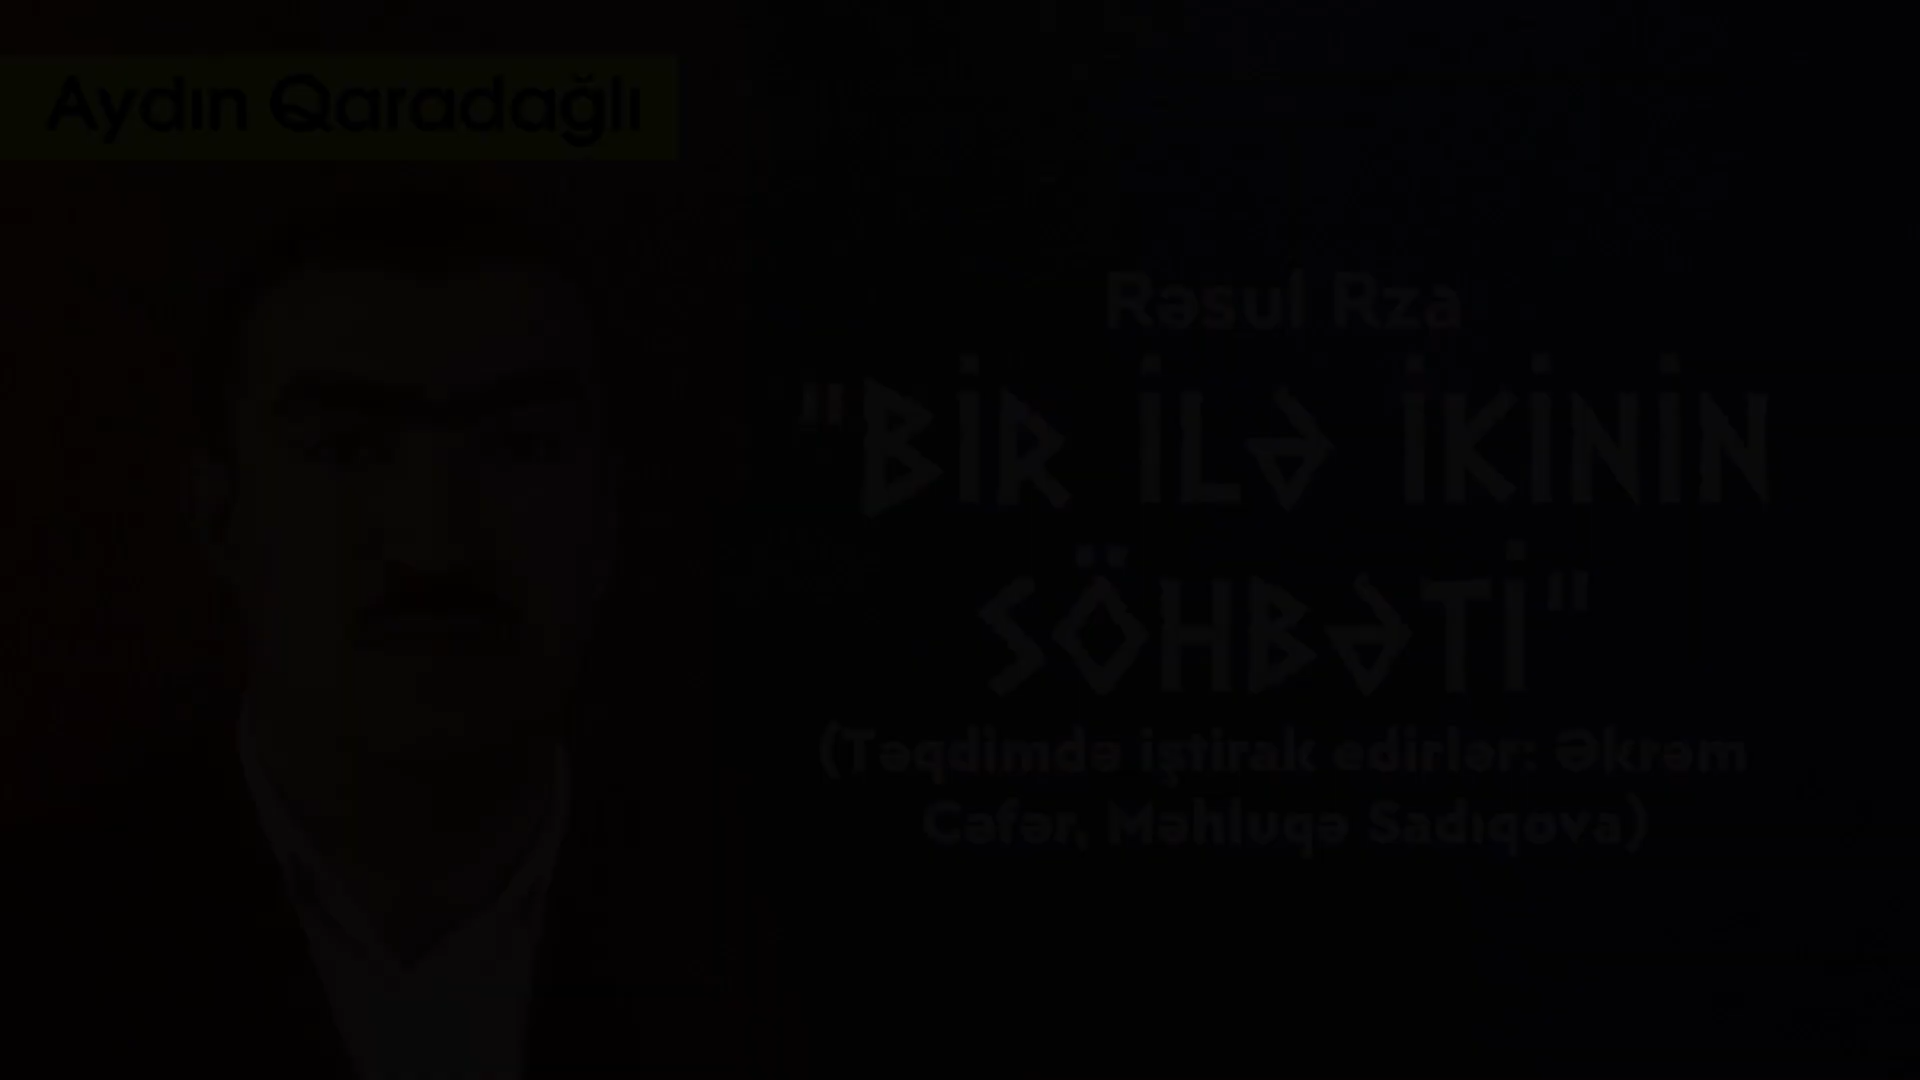 Aydın Qaradağlı
Rəsul Rza
"BİR İLƏ İKİNİN
SÖHBƏTİ"
(Təqdimdə iştirak edirlər: Əkrəm
Cəfər, Məhluqə Sadıqova)